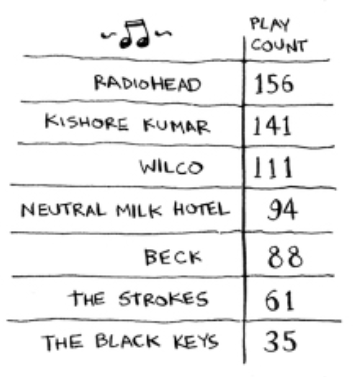 PLAY
COUNT
RADIOHEAD 156
KISHORE KUMAR 141
WILCO 111
NEUTRAL MILK HOTEL 94
BECK 88
THE STROKES 61
THE BLACK KEYS 35